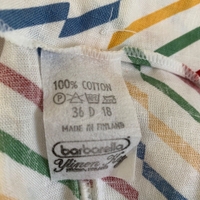 100% COTTON
36 D 18
MADE IN FINLAND
barbarella